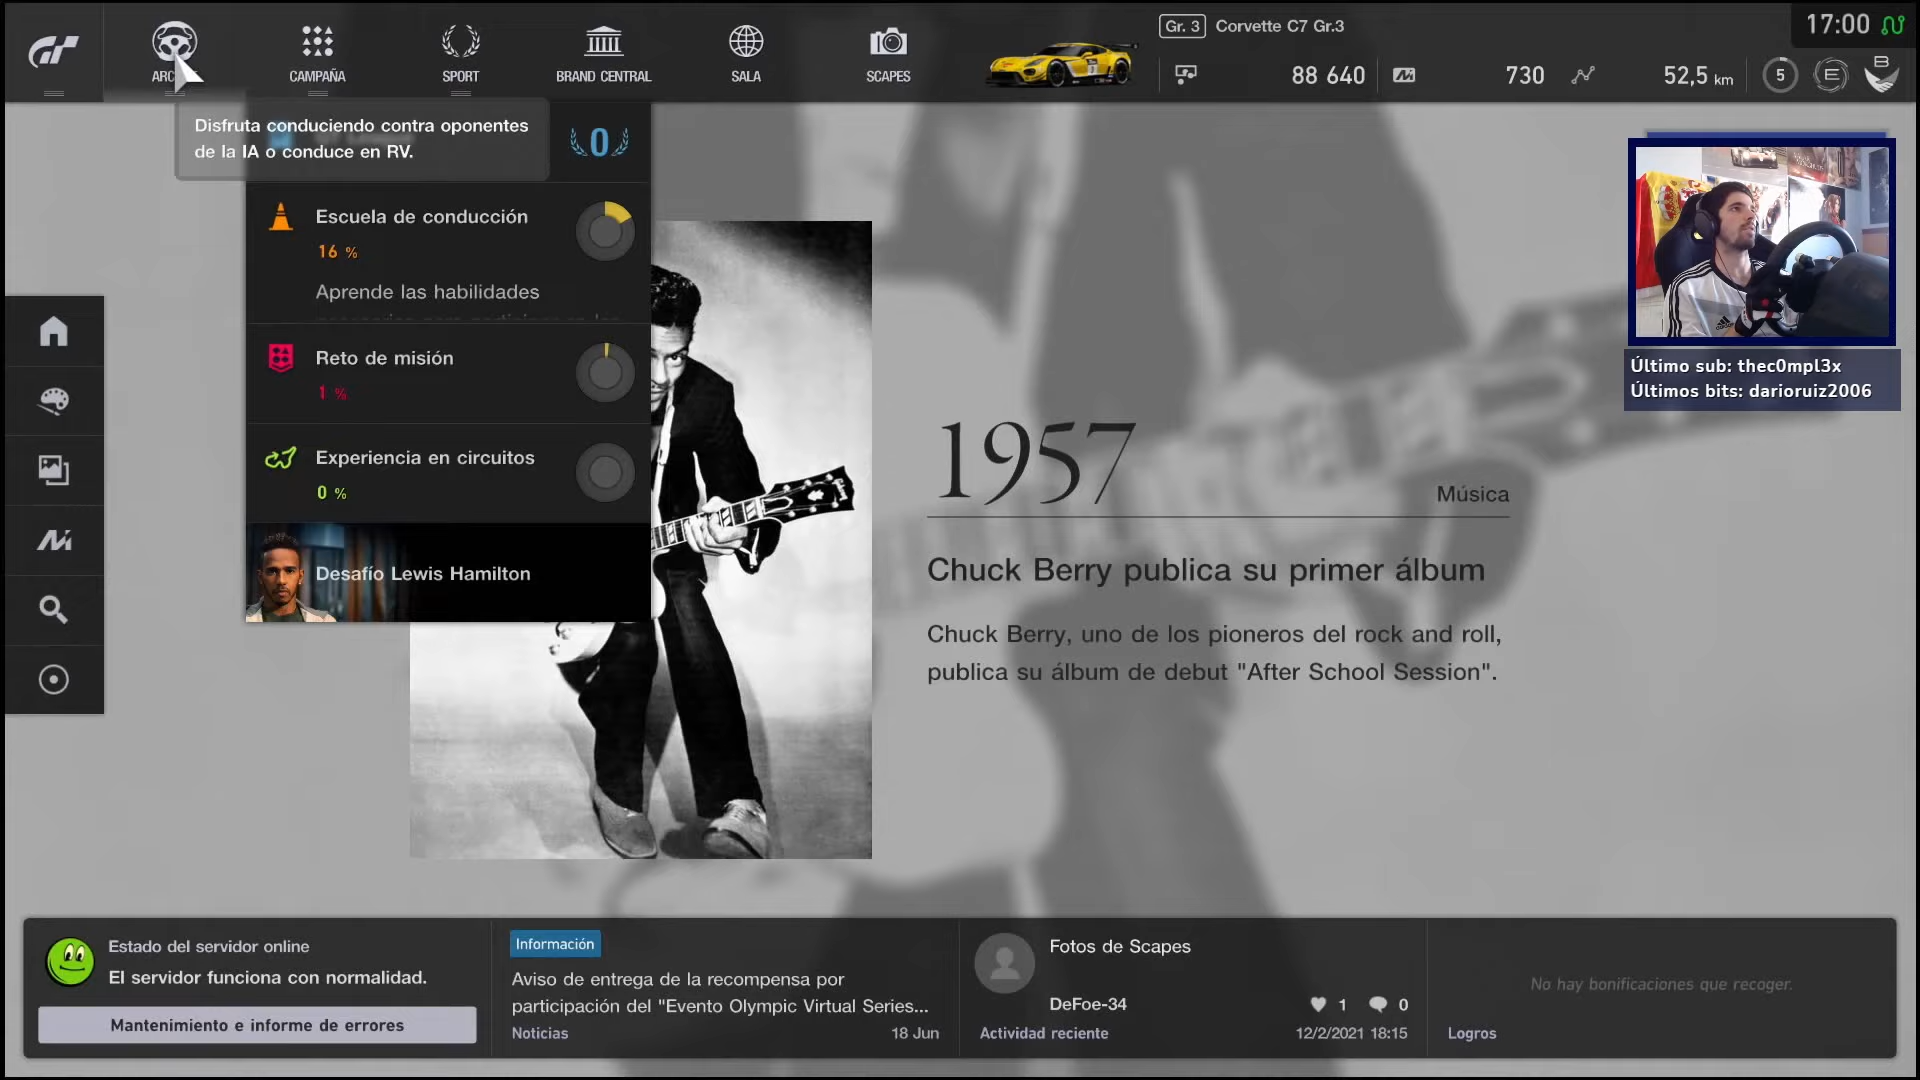 ARC
CAMPAÑA
SPORT
BRAND CENTRAL
SALA
SCAPES
Gr. 3
Corvette C7 Gr.3
17:00
88 640
730
52,5 km
5
E
B
Disfruta conduciendo contra oponentes
de la IA o conduce en RV.
0
Escuela de conducción
16 %
Aprende las habilidades
Reto de misión
1 %
Experiencia en circuitos
0 %
Desafío Lewis Hamilton
Último sub: thec0mpl3x
Últimos bits: darioruiz2006
1957
Música
Chuck Berry publica su primer álbum
Chuck Berry, uno de los pioneros del rock and roll,
publica su álbum de debut "After School Session".
Estado del servidor online
El servidor funciona con normalidad.
Mantenimiento e informe de errores
Información
Aviso de entrega de la recompensa por
participación del "Evento Olympic Virtual Series...
Noticias
18 Jun
Fotos de Scapes
DeFoe-34
1
0
Actividad reciente
12/2/2021 18:15
No hay bonificaciones que recoger.
Logros